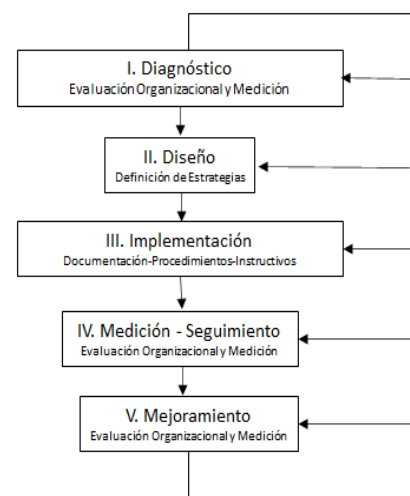 I. Diagnóstico
Evaluación Organizacional y Medición
II. Diseño
Definición de Estrategias
III. Implementación
Documentación-Procedimientos-Instructivos
IV. Medición - Seguimiento
Evaluación Organizacional y Medición
V. Mejoramiento
Evaluación Organizacional y Medición